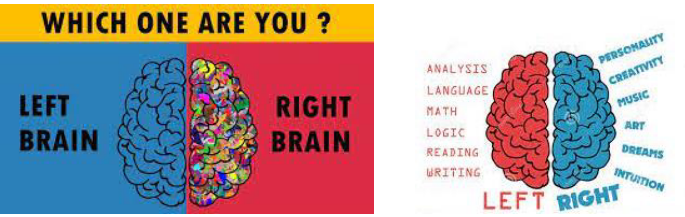 WHICH ONE ARE YOU ?
LEFT
BRAIN
RIGHT
BRAIN
ANALYSIS
LANGUAGE
MATH
LOGIC
READING
WRITING
PERSONALITY
CREATIVITY
MUSIC
ART
DREAMS
INTUITION
LEFT RIGHT